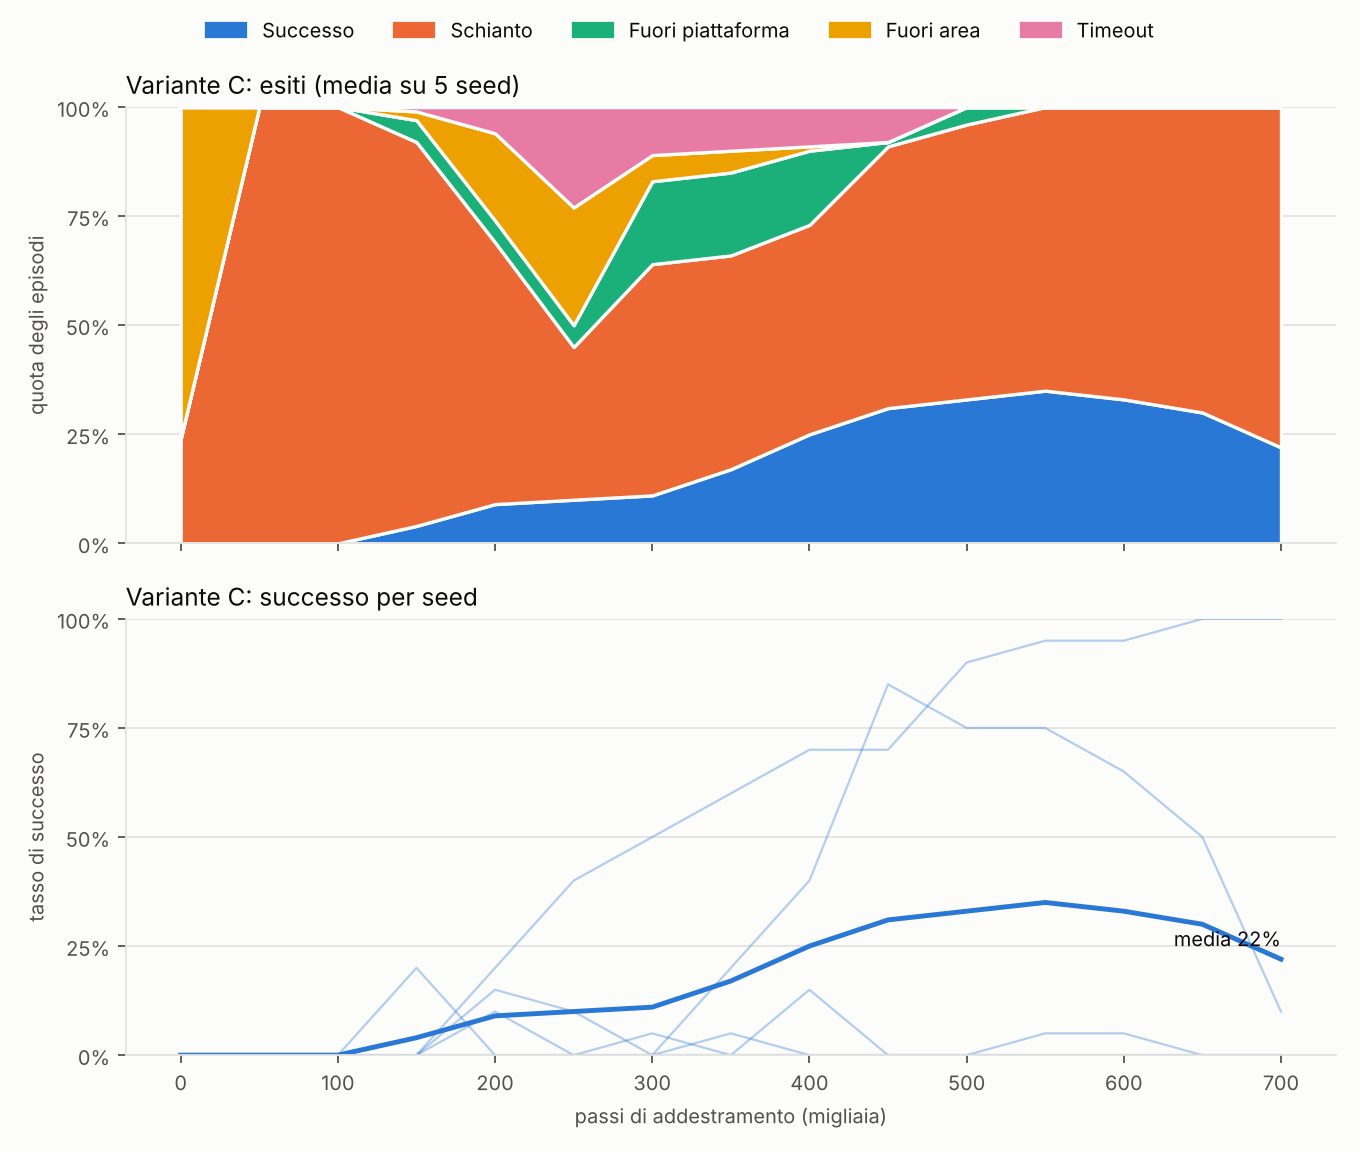 Successo Schianto Fuori piattaforma Fuori area Timeout
Variante C: esiti (media su 5 seed)
100%
75%
50%
25%
0%
quota degli episodi
Variante C: successo per seed
100%
75%
50%
25%
0%
tasso di successo
media 22%
0 100 200 300 400 500 600 700
passi di addestramento (migliaia)